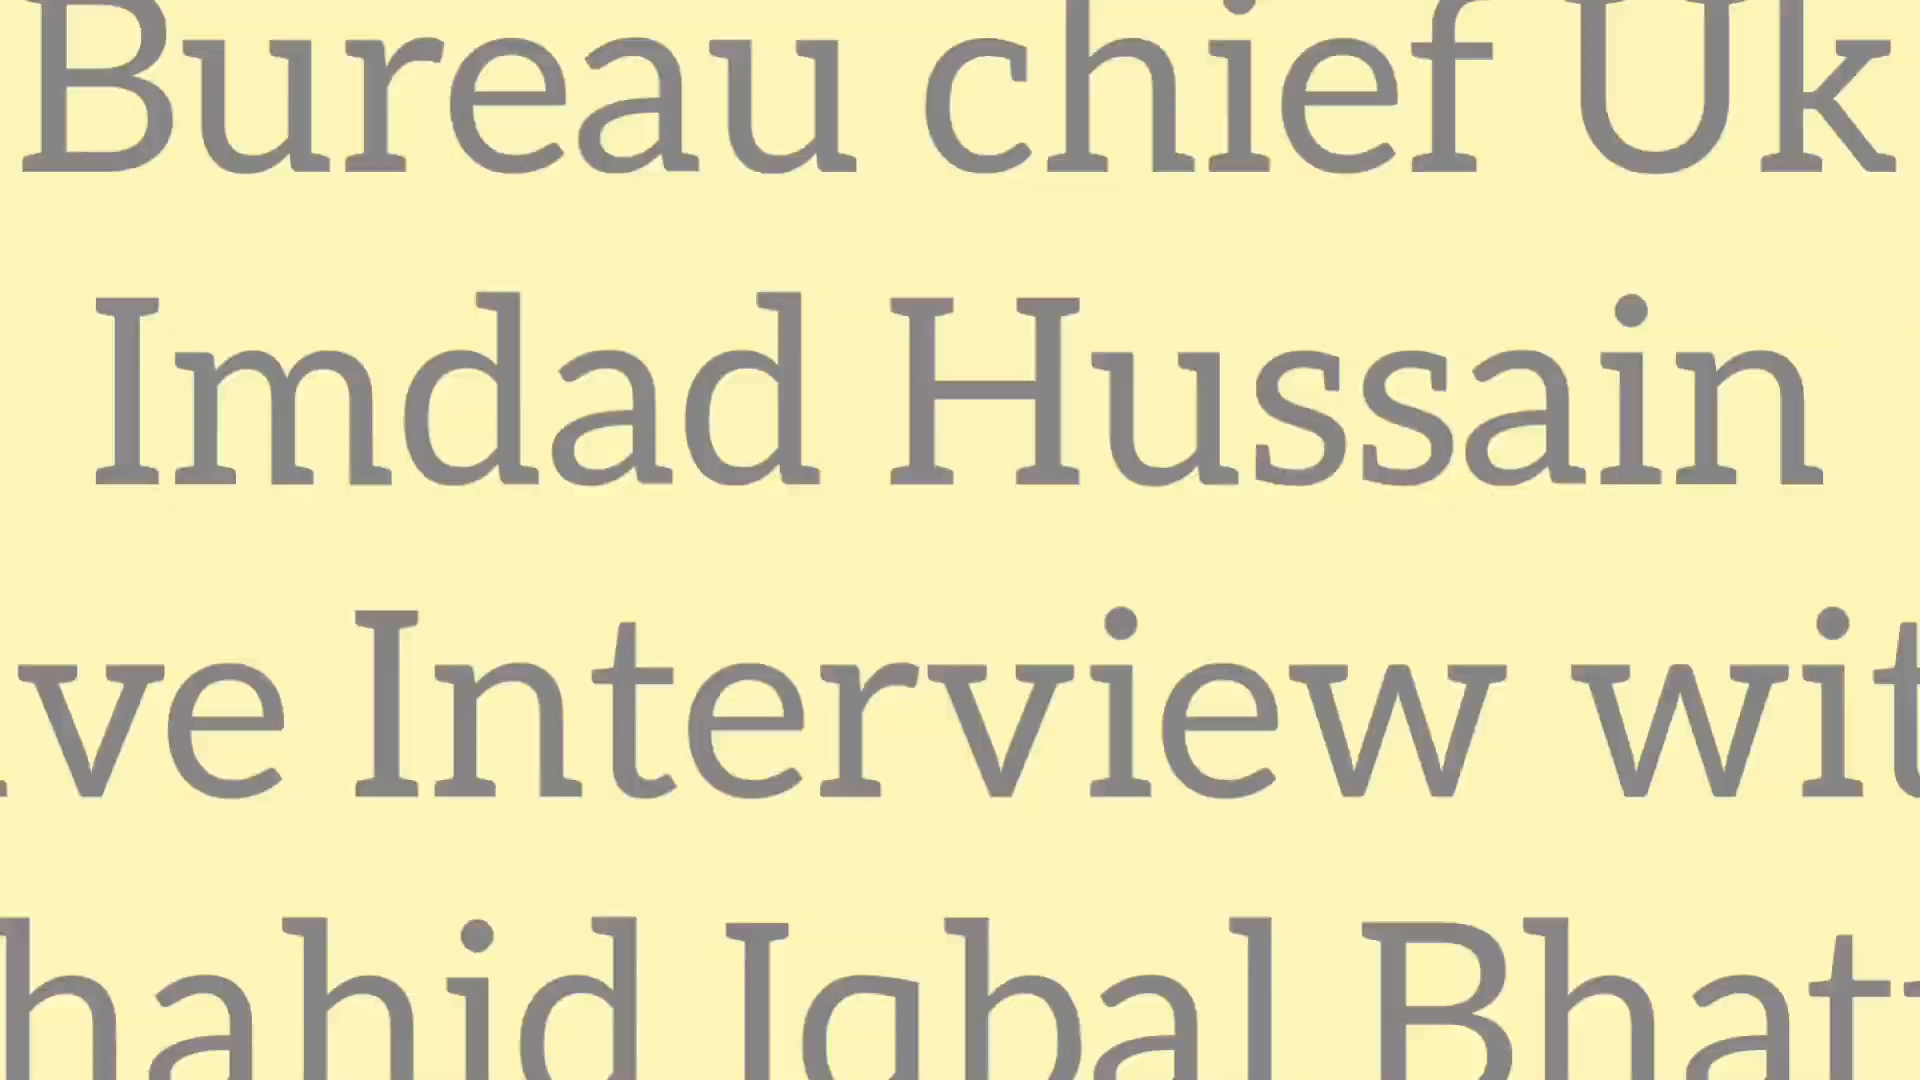 Bureau chief Uk
Imdad Hussain
ve Interview wit
hahid Iqbal Bhat